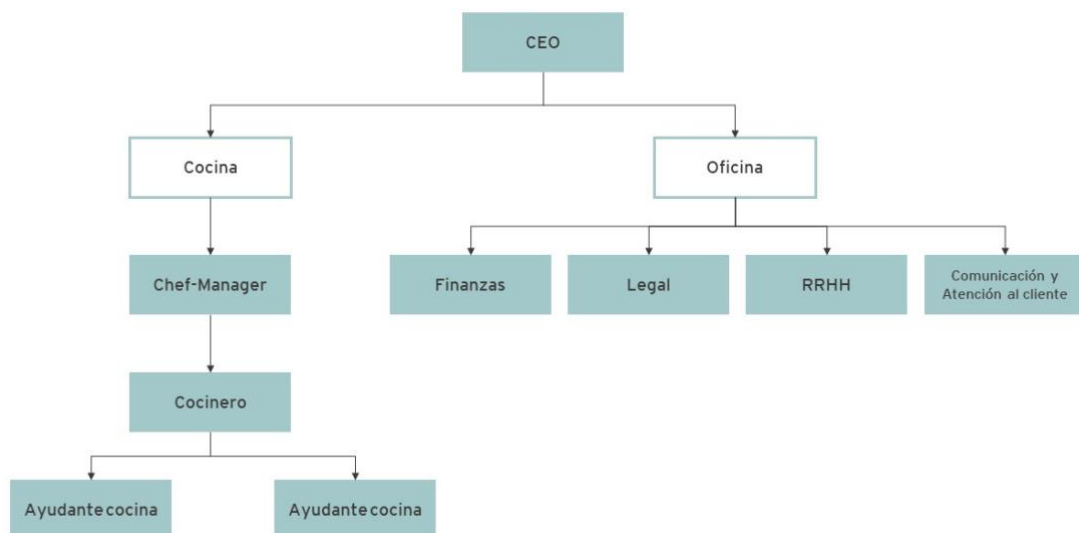 CEO
Cocina
Oficina
Chef-Manager
Finanzas
Legal
RRHH
Comunicación y
Atención al cliente
Cocinero
Ayudante cocina
Ayudante cocina